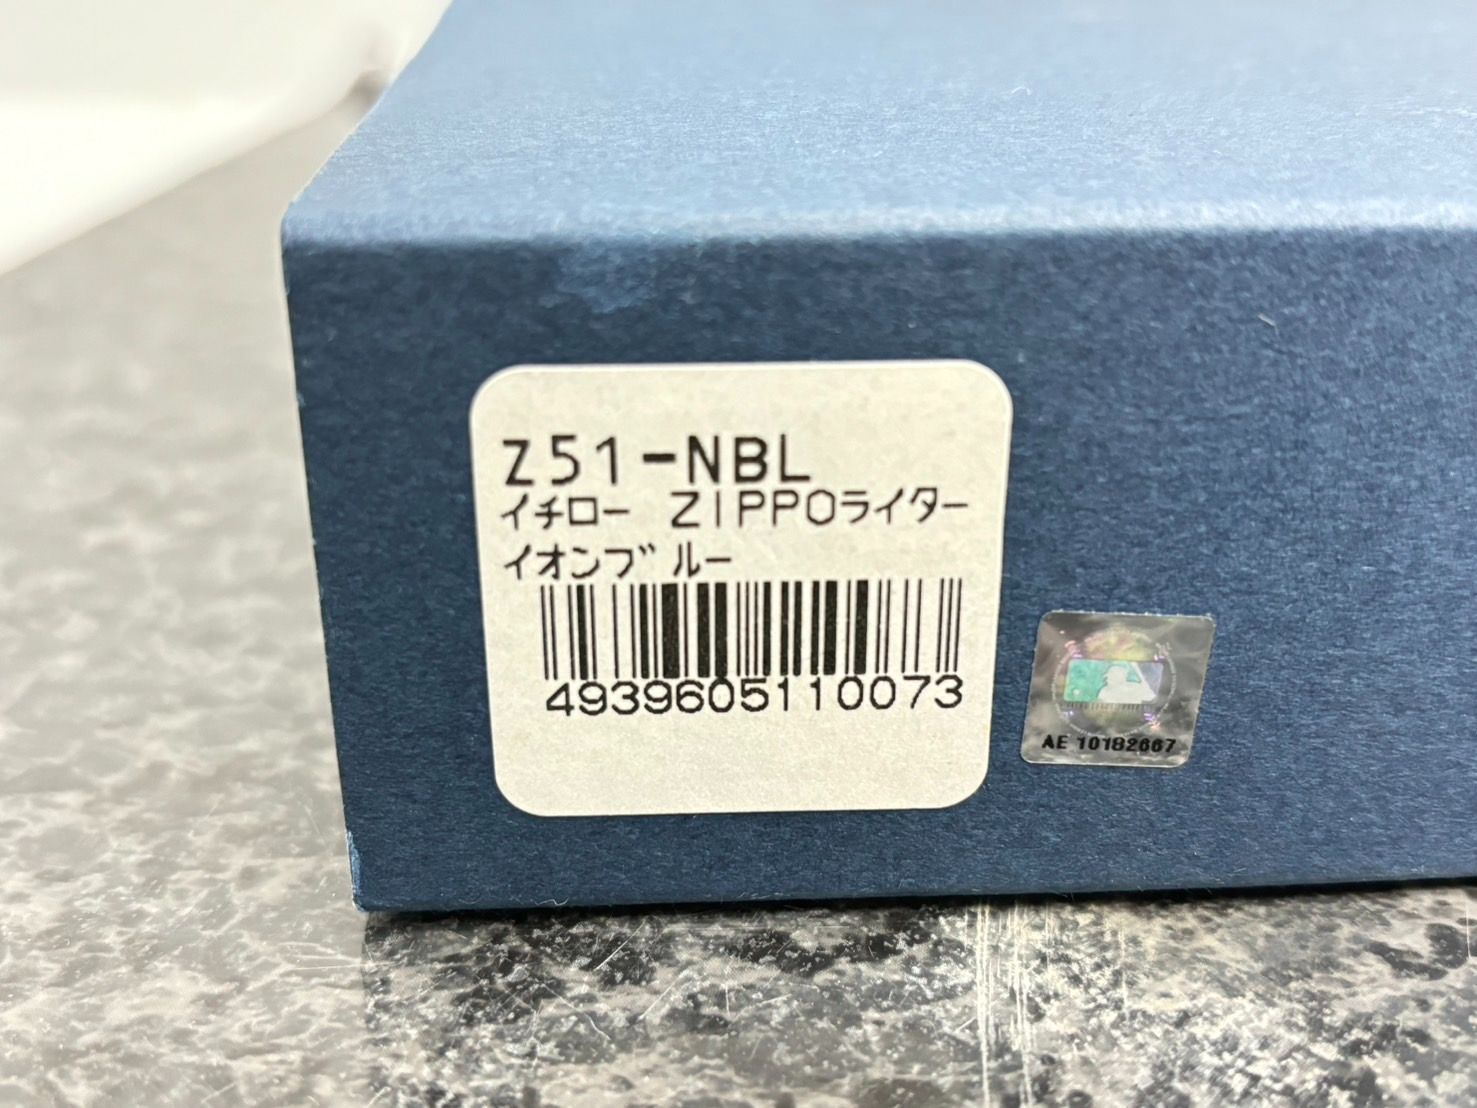 Z51-NBL
イチロー ZIPPOライター
イオンブルー
4939605110073
AE 10182667